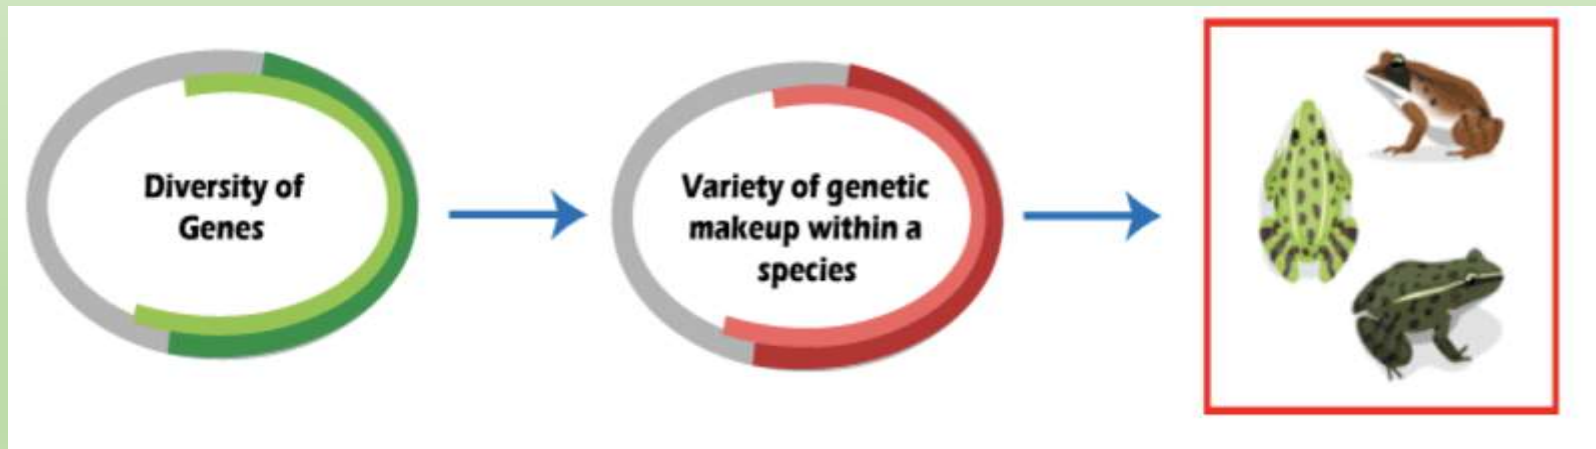 Diversity of
Genes
Variety of genetic
makeup within a
species